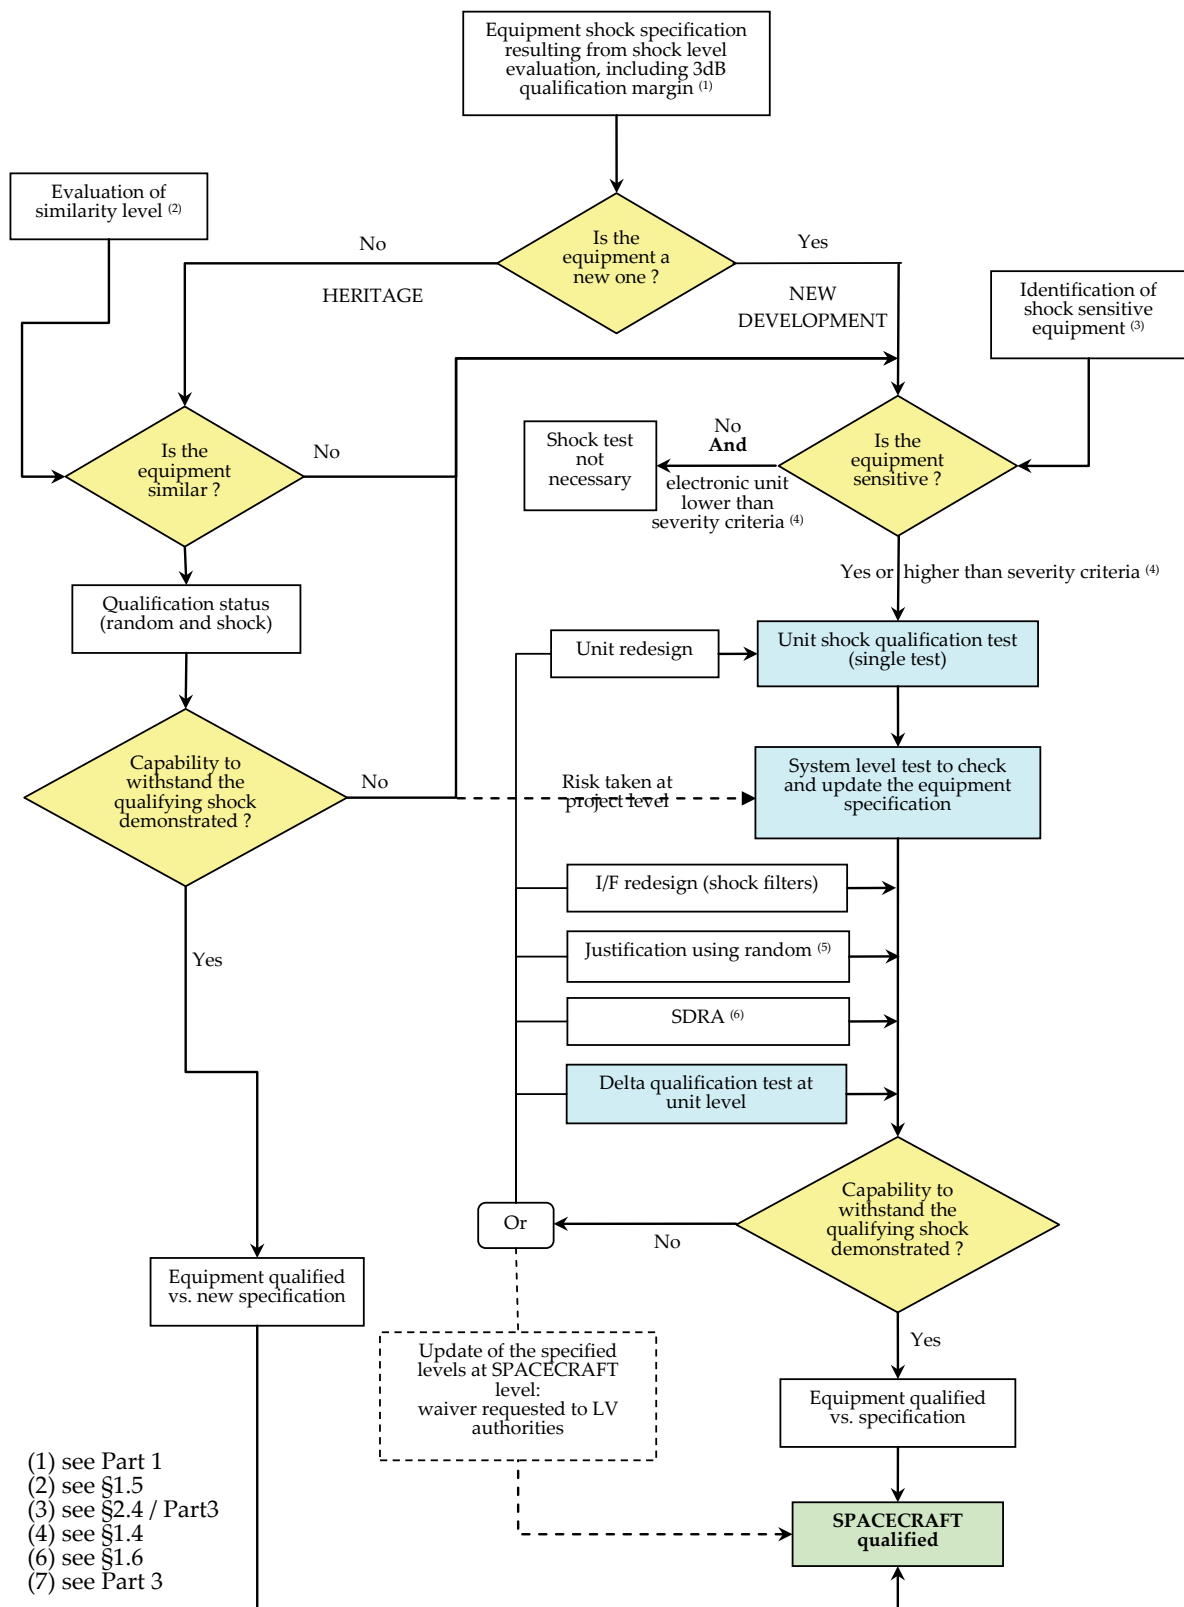 Equipment shock specification
resulting from shock level
evaluation, including 3dB
qualification margin (1)
Evaluation of
similarity level (2)
No
Is the
equipment a
new one ?
Yes
HERITAGE
NEW
DEVELOPMENT
Identification of
shock sensitive
equipment (3)
Is the
equipment
similar ?
No
Shock test
not
necessary
No
And
electronic unit
lower than
severity criteria (4)
Is the
equipment
sensitive ?
Yes or higher than severity criteria (4)
Qualification status
(random and shock)
Unit redesign
Unit shock qualification test
(single test)
Capability to
withstand the
qualifying shock
demonstrated ?
No
Risk taken at
project level
System level test to check
and update the equipment
specification
I/F redesign (shock filters)
Yes
Justification using random (5)
SDRA (6)
Delta qualification test at
unit level
Capability to
withstand the
qualifying shock
demonstrated ?
Or
No
Equipment qualified
vs. new specification
Yes
Update of the specified
levels at SPACECRAFT
level:
waiver requested to LV
authorities
Equipment qualified
vs. specification
SPACECRAFT
qualified
(1) see Part 1
(2) see §1.5
(3) see §2.4 / Part3
(4) see §1.4
(6) see §1.6
(7) see Part 3